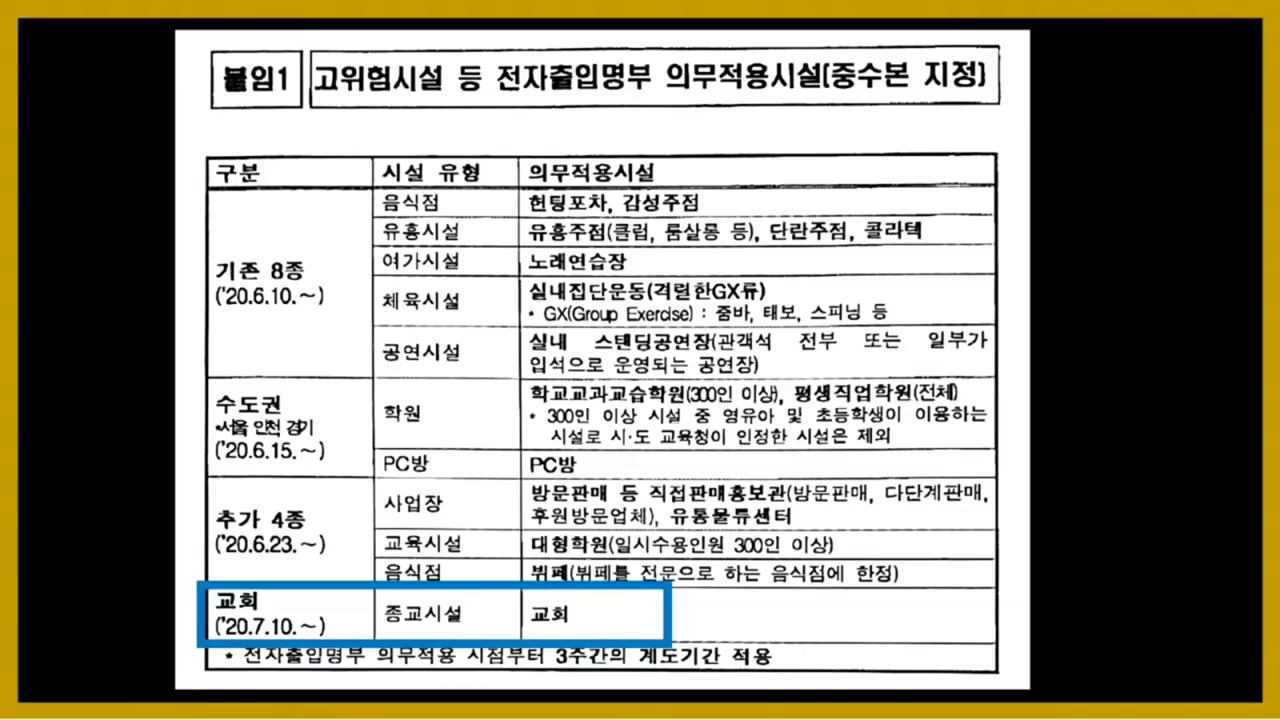 붙임1
고위험시설 등 전자출입명부 의무적용시설(중수본 지정)
구분 시설 유형 의무적용시설
기존 8종
('20.6.10.~)
음식점 헌팅포차, 감성주점
유흥시설 유흥주점(클럽, 룸살롱 등), 단란주점, 콜라텍
여가시설 노래연습장
체육시설 실내집단운동(격렬한GX류)
* GX(Group Exercise) : 줌바, 태보, 스피닝 등
공연시설 실내 스탠딩공연장(관객석 전부 또는 일부가
입석으로 운영되는 공연장)
수도권
*서울 인천 경기
('20.6.15.~)
학원 학교교과교습학원(300인 이상), 평생직업학원(전체)
* 300인 이상 시설 중 영유아 및 초등학생이 이용하는
시설로 시·도 교육청이 인정한 시설은 제외
PC방 PC방
추가 4종
('20.6.23.~)
사업장 방문판매 등 직접판매홍보관(방문판매, 다단계판매,
후원방문업체), 유통물류센터
교육시설 대형학원(일시수용인원 300인 이상)
음식점 뷔페(뷔페를 전문으로 하는 음식점에 한정)
교회
('20.7.10.~)
종교시설 교회
* 전자출입명부 의무적용 시점부터 3주간의 계도기간 적용